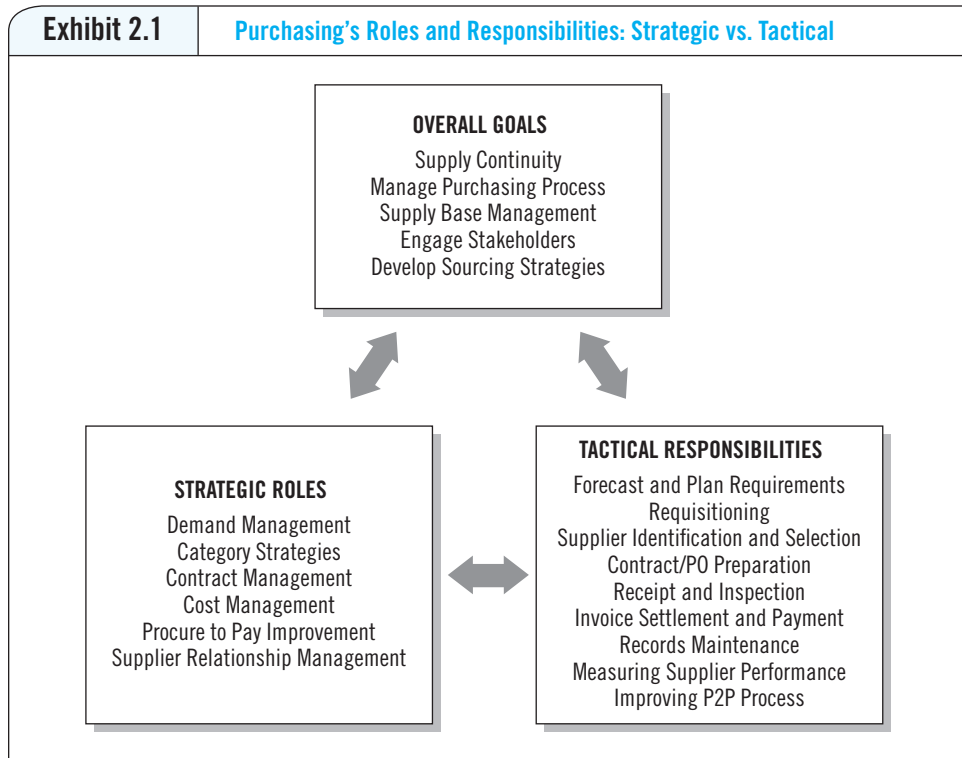 Exhibit 2.1
Purchasing's Roles and Responsibilities: Strategic vs. Tactical
OVERALL GOALS
Supply Continuity
Manage Purchasing Process
Supply Base Management
Engage Stakeholders
Develop Sourcing Strategies
STRATEGIC ROLES
Demand Management
Category Strategies
Contract Management
Cost Management
Procure to Pay Improvement
Supplier Relationship Management
TACTICAL RESPONSIBILITIES
Forecast and Plan Requirements
Requisitioning
Supplier Identification and Selection
Contract/PO Preparation
Receipt and Inspection
Invoice Settlement and Payment
Records Maintenance
Measuring Supplier Performance
Improving P2P Process